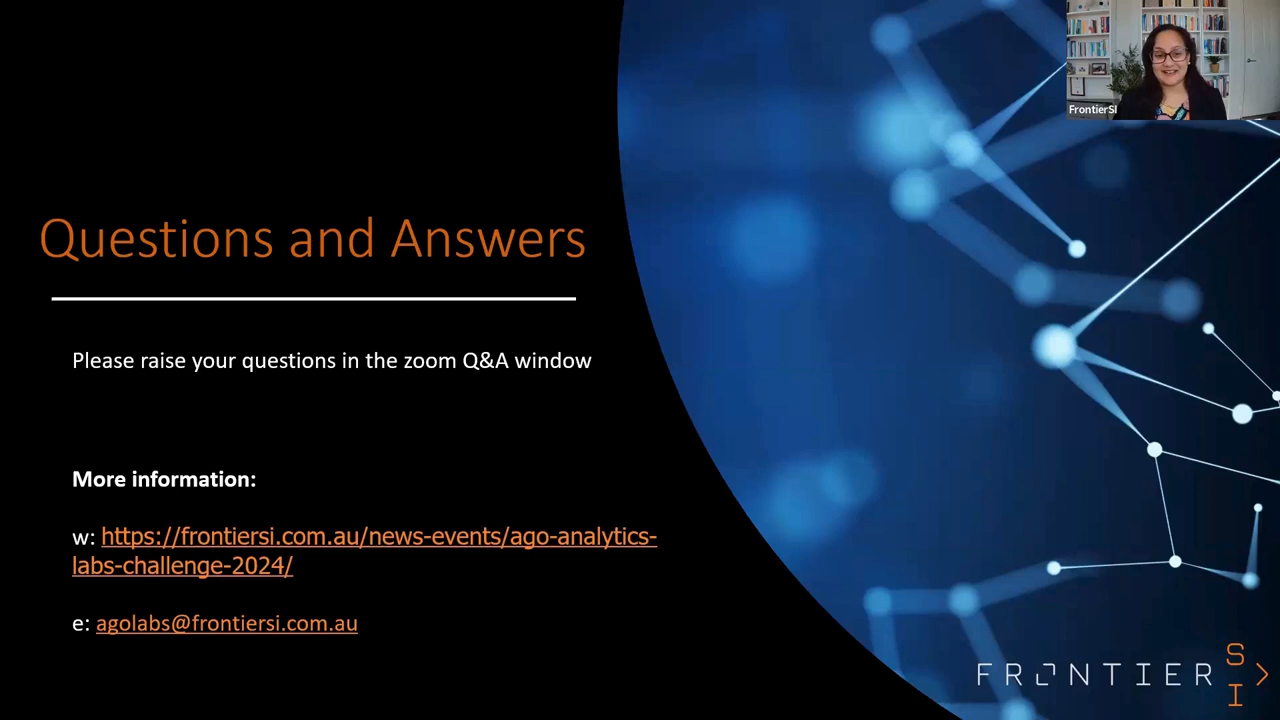 FrontierSI
Questions and Answers
Please raise your questions in the zoom Q&A window
More information:
w: https://frontiersi.com.au/news-events/ago-analytics-
labs-challenge-2024/
e: agolabs@frontiersi.com.au
FRONTIER SI